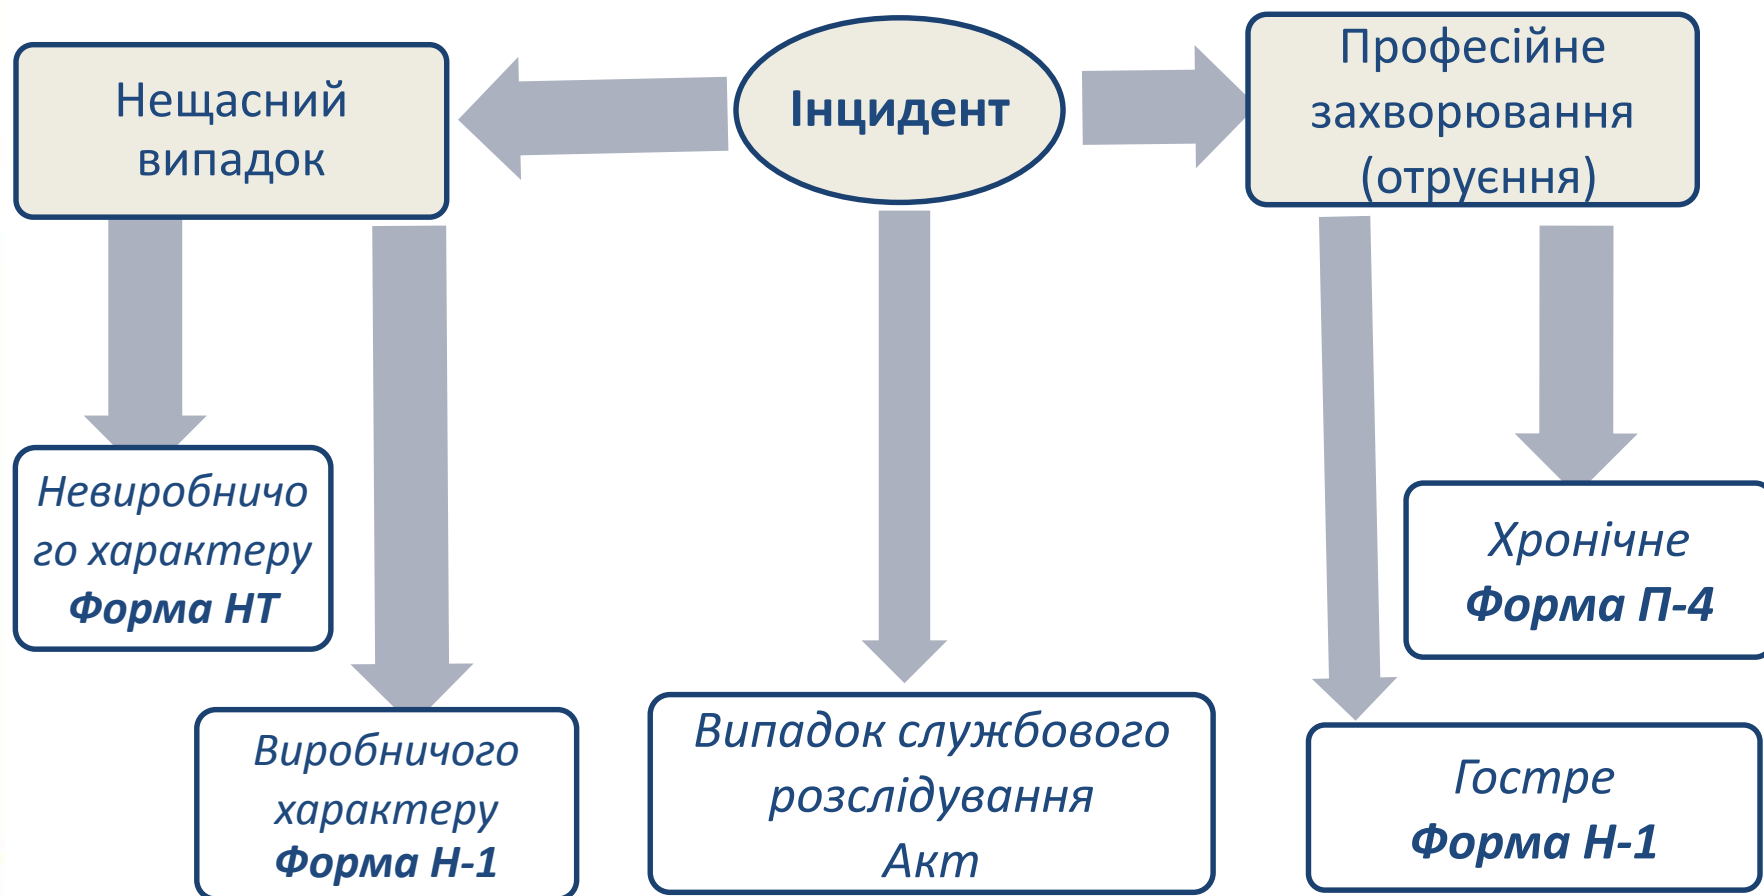 Нещасний
випадок
Інцидент
Професійне
захворювання
(отруєння)
Невиробничо
го характеру
Форма НТ
Хронічне
Форма П-4
Виробничого
характеру
Форма Н-1
Випадок службового
розслідування
Акт
Гостре
Форма Н-1